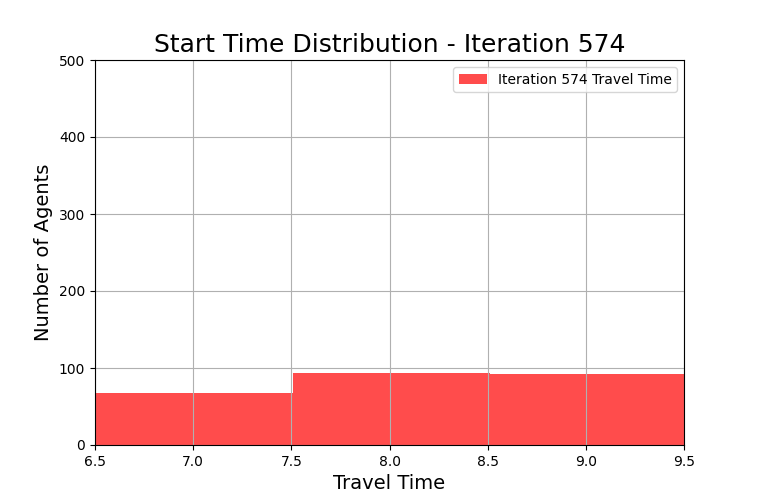 Start Time Distribution - Iteration 574
500
400
300
200
100
0
Number of Agents
Iteration 574 Travel Time
6.5 7.0 7.5 8.0 8.5 9.0 9.5
Travel Time